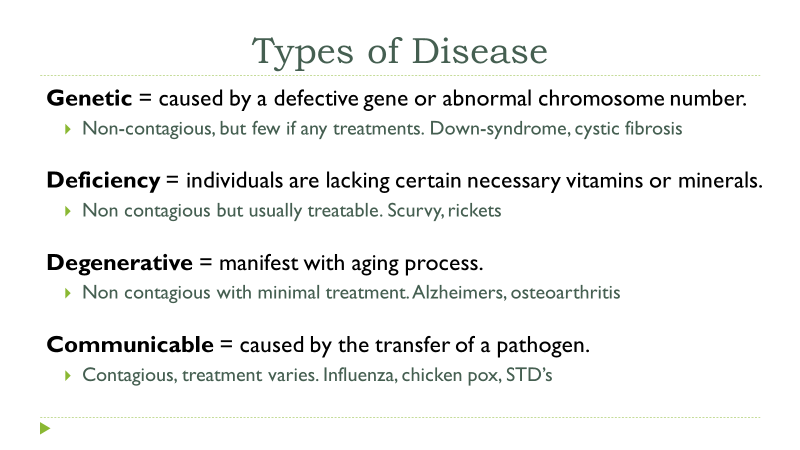 Types of Disease
Genetic = caused by a defective gene or abnormal chromosome number.
Non-contagious, but few if any treatments. Down-syndrome, cystic fibrosis
Deficiency = individuals are lacking certain necessary vitamins or minerals.
Non contagious but usually treatable. Scurvy, rickets
Degenerative = manifest with aging process.
Non contagious with minimal treatment. Alzheimers, osteoarthritis
Communicable = caused by the transfer of a pathogen.
Contagious, treatment varies. Influenza, chicken pox, STD's